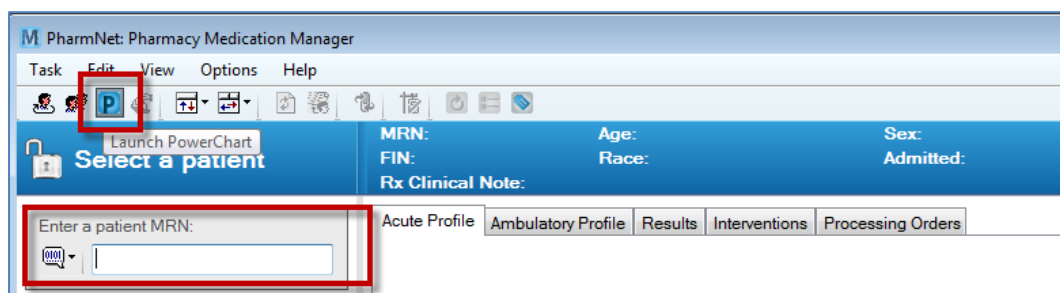 PharmNet: Pharmacy Medication Manager
Task Edit View Options Help
P
Launch PowerChart
Select a patient
MRN: Age: Sex:
FIN: Race: Admitted:
Rx Clinical Note:
Enter a patient MRN:
Acute Profile Ambulatory Profile Results Interventions Processing Orders